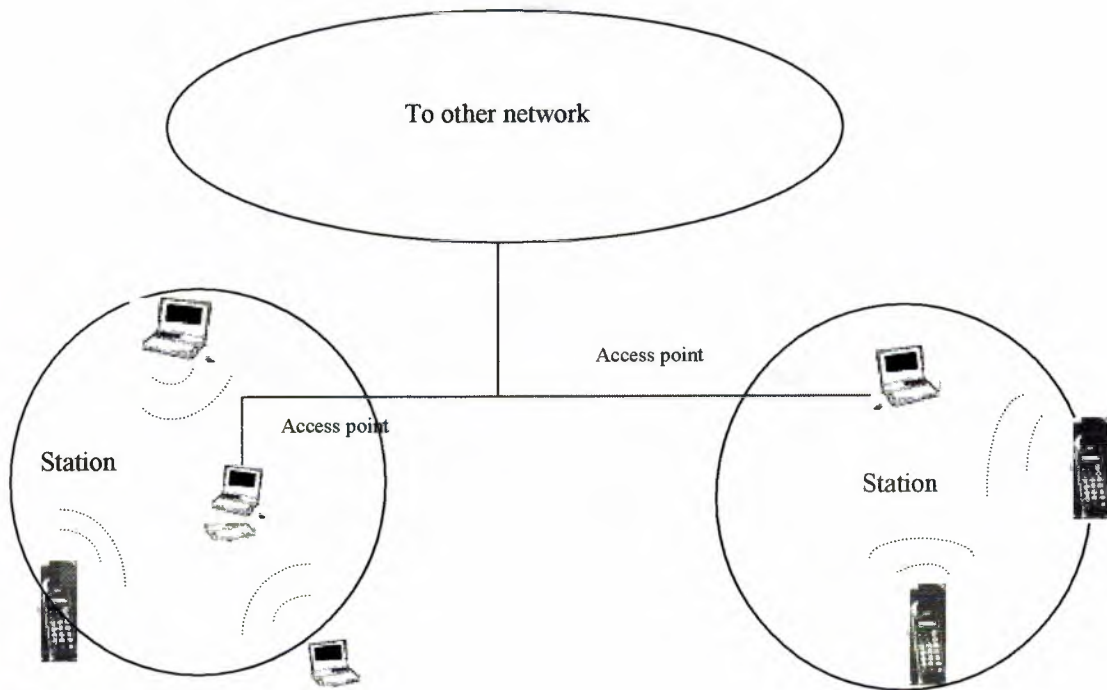 To other network
Access point
Access point
Station
Station